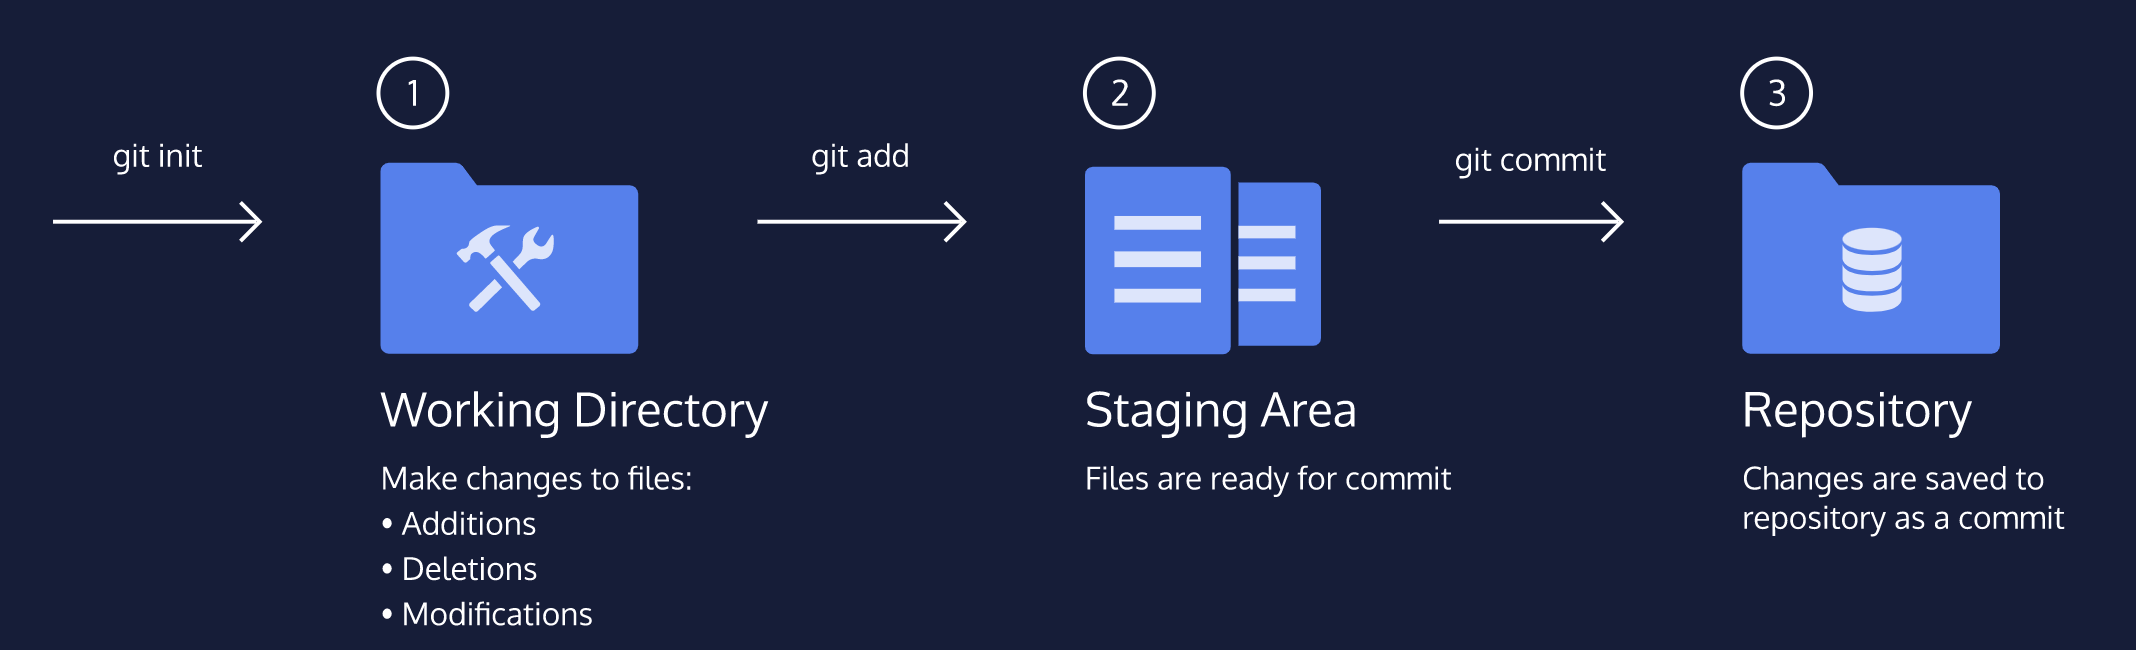 git init
1
Working Directory
Make changes to files:
• Additions
• Deletions
• Modifications
git add
2
Staging Area
Files are ready for commit
git commit
3
Repository
Changes are saved to
repository as a commit